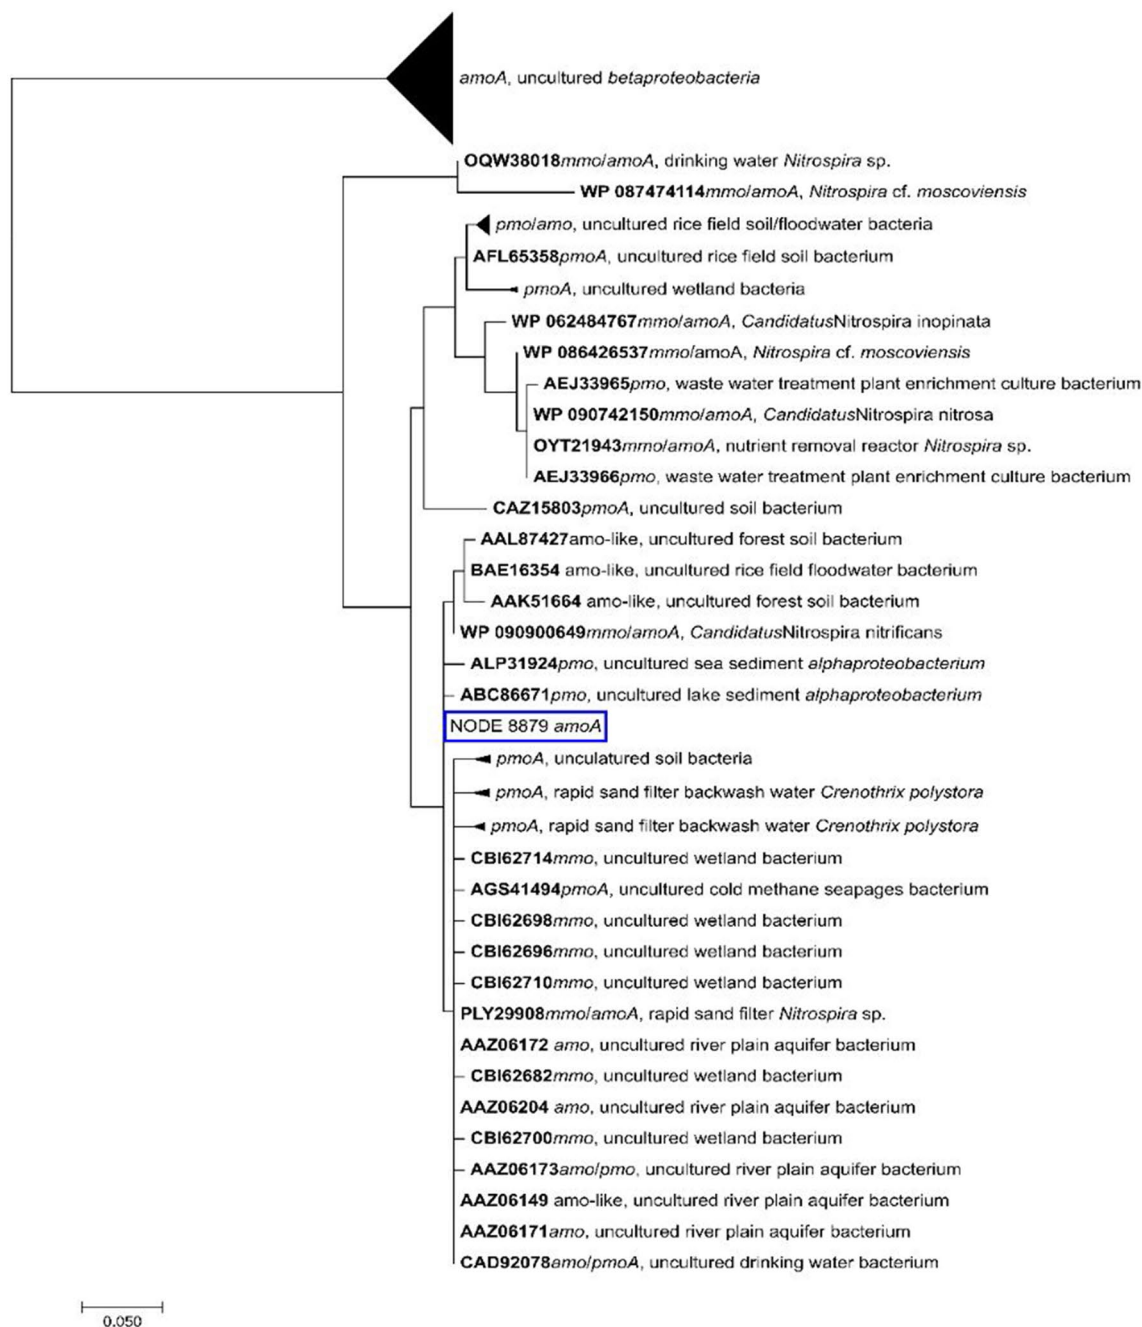 amoA, uncultured betaproteobacteria
OQW38018mmo/amoA, drinking water Nitrospira sp.
WP 087474114mmo/amoA, Nitrospira cf. moscoviensis
pmo/amo, uncultured rice field soil/floodwater bacteria
AFL65358pmoA, uncultured rice field soil bacterium
pmoA, uncultured wetland bacteria
WP 062484767mmo/amoA, CandidatusNitrospira inopinata
WP 086426537mmo/amoA, Nitrospira cf. moscoviensis
AEJ33965pmo, waste water treatment plant enrichment culture bacterium
WP 090742150mmo/amoA, CandidatusNitrospira nitrosa
OYT21943mmo/amoA, nutrient removal reactor Nitrospira sp.
AEJ33966pmo, waste water treatment plant enrichment culture bacterium
CAZ15803pmoA, uncultured soil bacterium
AAL87427amo-like, uncultured forest soil bacterium
BAE16354 amo-like, uncultured rice field floodwater bacterium
AAK51664 amo-like, uncultured forest soil bacterium
WP 090900649mmo/amoA, CandidatusNitrospira nitrificans
ALP31924pmo, uncultured sea sediment alphaproteobacterium
ABC86671pmo, uncultured lake sediment alphaproteobacterium
NODE 8879 amoA
pmoA, unculatured soil bacteria
pmoA, rapid sand filter backwash water Crenothrix polystora
pmoA, rapid sand filter backwash water Crenothrix polystora
CBI62714mmo, uncultured wetland bacterium
AGS41494pmoA, uncultured cold methane seapages bacterium
CBI62698mmo, uncultured wetland bacterium
CBI62696mmo, uncultured wetland bacterium
CBI62710mmo, uncultured wetland bacterium
PLY29908mmo/amoA, rapid sand filter Nitrospira sp.
AAZ06172 amo, uncultured river plain aquifer bacterium
CBI62682mmo, uncultured wetland bacterium
AAZ06204 amo, uncultured river plain aquifer bacterium
CBI62700mmo, uncultured wetland bacterium
AAZ06173amo/pmo, uncultured river plain aquifer bacterium
AAZ06149 amo-like, uncultured river plain aquifer bacterium
AAZ06171amo, uncultured river plain aquifer bacterium
CAD92078amo/pmoA, uncultured drinking water bacterium
0.050